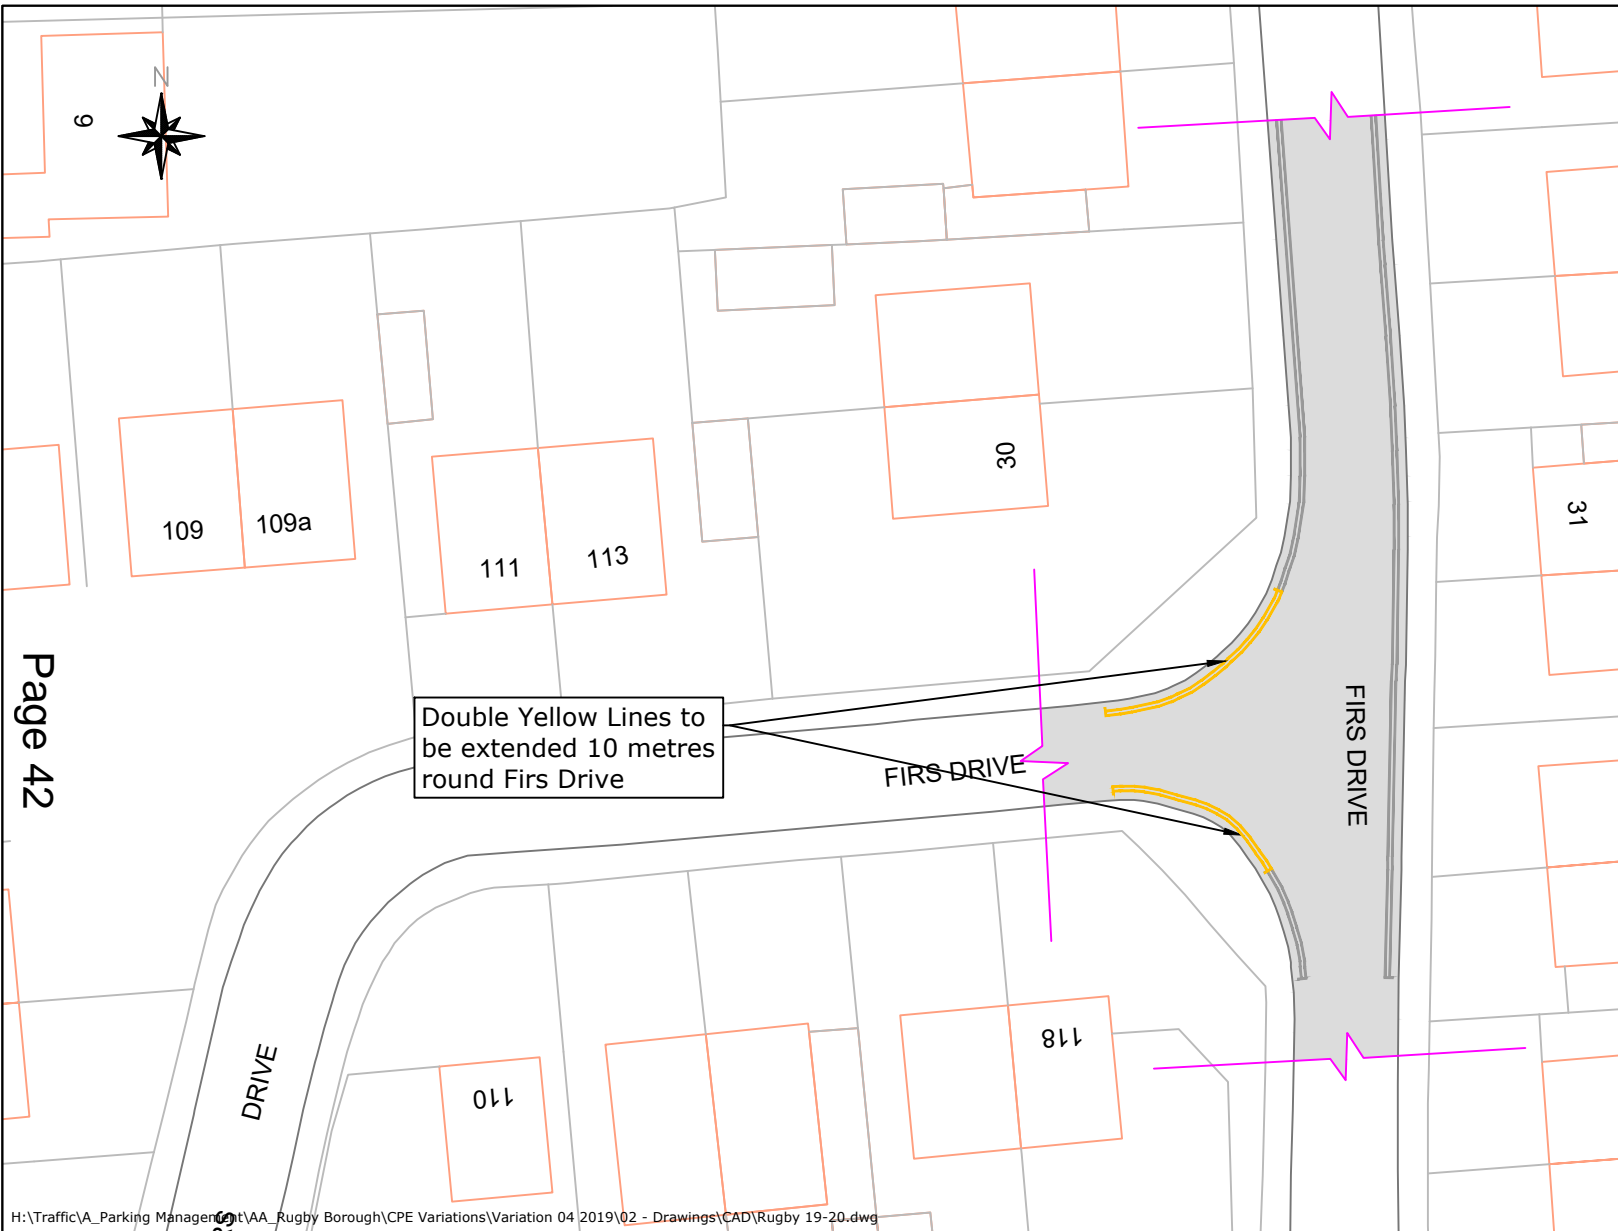 N
6
109
109a
111
113
30
31
Double Yellow Lines to
be extended 10 metres
round Firs Drive
FIRS DRIVE
FIRS DRIVE
Page 42
DRIVE
110
118
H:\Traffic\A_Parking Management\AA_Rugby Borough\CPE Variations\Variation 04 2019\02 - Drawings\CAD\Rugby 19-20.dwg